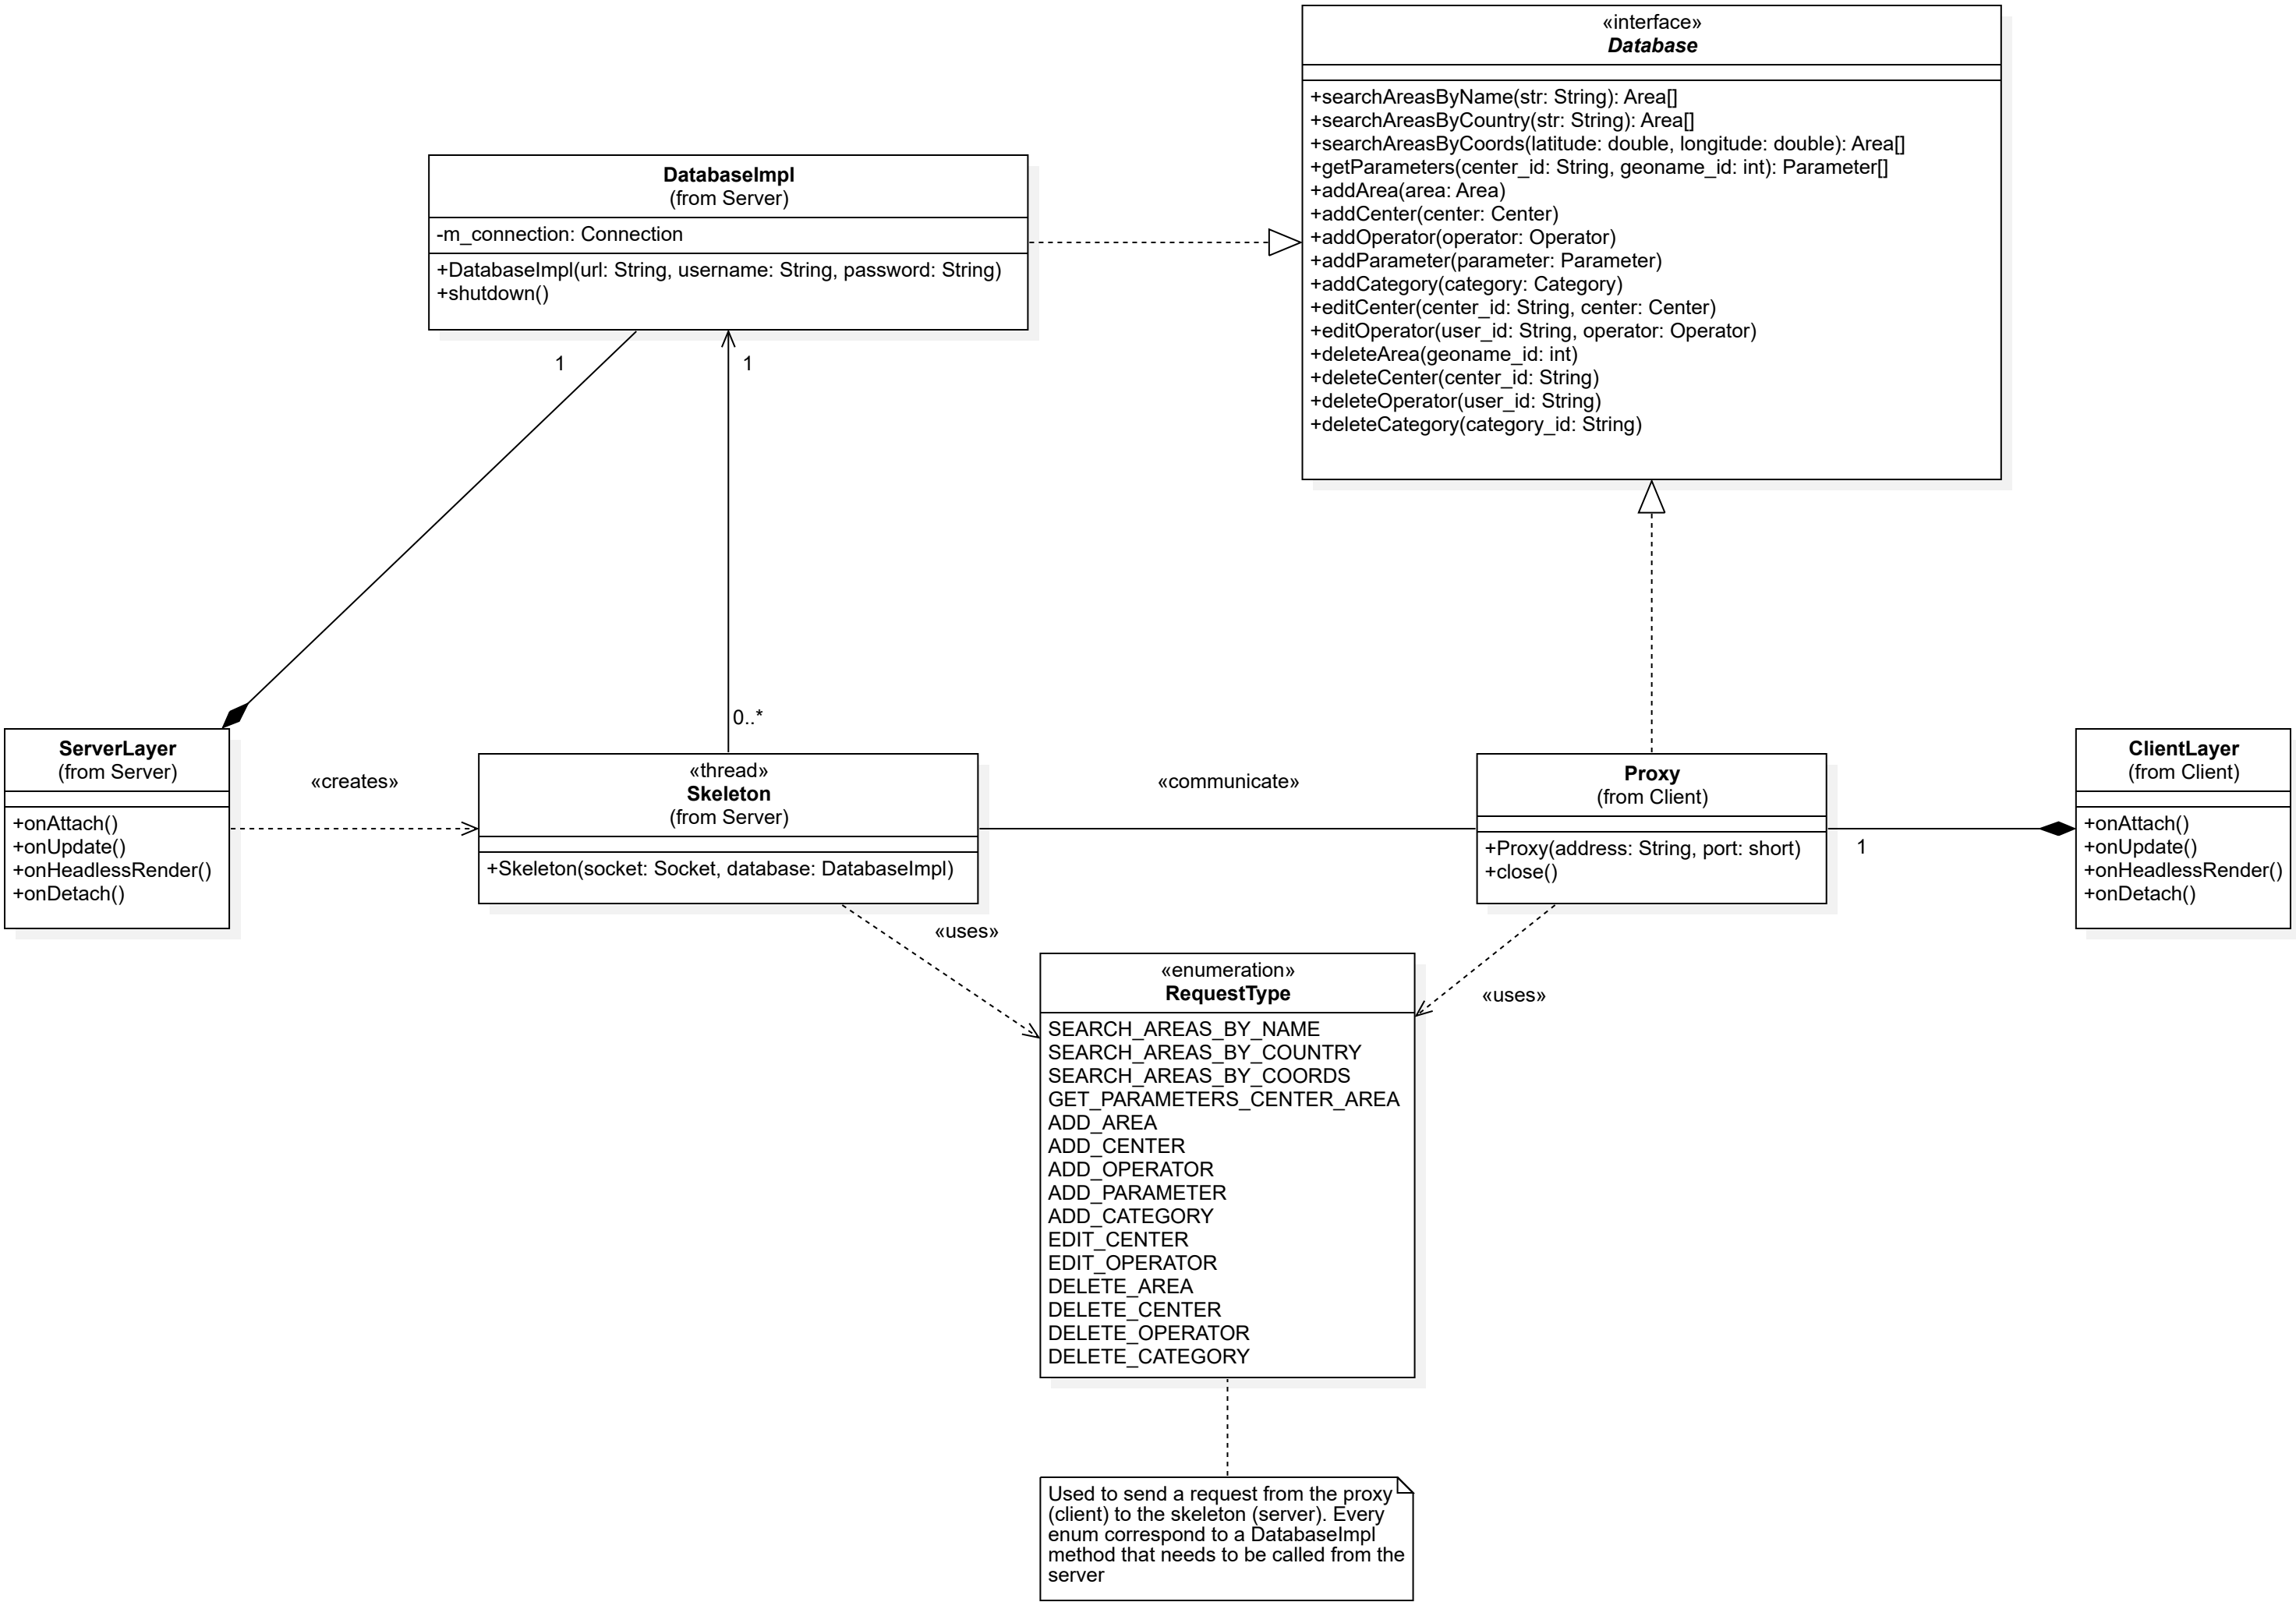 «interface»
Database
+searchAreasByName(str: String): Area[]
+searchAreasByCountry(str: String): Area[]
+searchAreasByCoords(latitude: double, longitude: double): Area[]
+getParameters(center_id: String, geoname_id: int): Parameter[]
+addArea(area: Area)
+addCenter(center: Center)
+addOperator(operator: Operator)
+addParameter(parameter: Parameter)
+addCategory(category: Category)
+editCenter(center_id: String, center: Center)
+editOperator(user_id: String, operator: Operator)
+deleteArea(geoname_id: int)
+deleteCenter(center_id: String)
+deleteOperator(user_id: String)
+deleteCategory(category_id: String)
DatabaseImpl
(from Server)
-m_connection: Connection
+DatabaseImpl(url: String, username: String, password: String)
+shutdown()
1
1
0..*
ServerLayer
(from Server)
+onAttach()
+onUpdate()
+onHeadlessRender()
+onDetach()
«creates»
«thread»
Skeleton
(from Server)
+Skeleton(socket: Socket, database: DatabaseImpl)
«communicate»
Proxy
(from Client)
+Proxy(address: String, port: short)
+close()
1
ClientLayer
(from Client)
+onAttach()
+onUpdate()
+onHeadlessRender()
+onDetach()
«uses»
«uses»
«enumeration»
RequestType
SEARCH_AREAS_BY_NAME
SEARCH_AREAS_BY_COUNTRY
SEARCH_AREAS_BY_COORDS
GET_PARAMETERS_CENTER_AREA
ADD_AREA
ADD_CENTER
ADD_OPERATOR
ADD_PARAMETER
ADD_CATEGORY
EDIT_CENTER
EDIT_OPERATOR
DELETE_AREA
DELETE_CENTER
DELETE_OPERATOR
DELETE_CATEGORY
Used to send a request from the proxy
(client) to the skeleton (server). Every
enum correspond to a DatabaseImpl
method that needs to be called from the
server